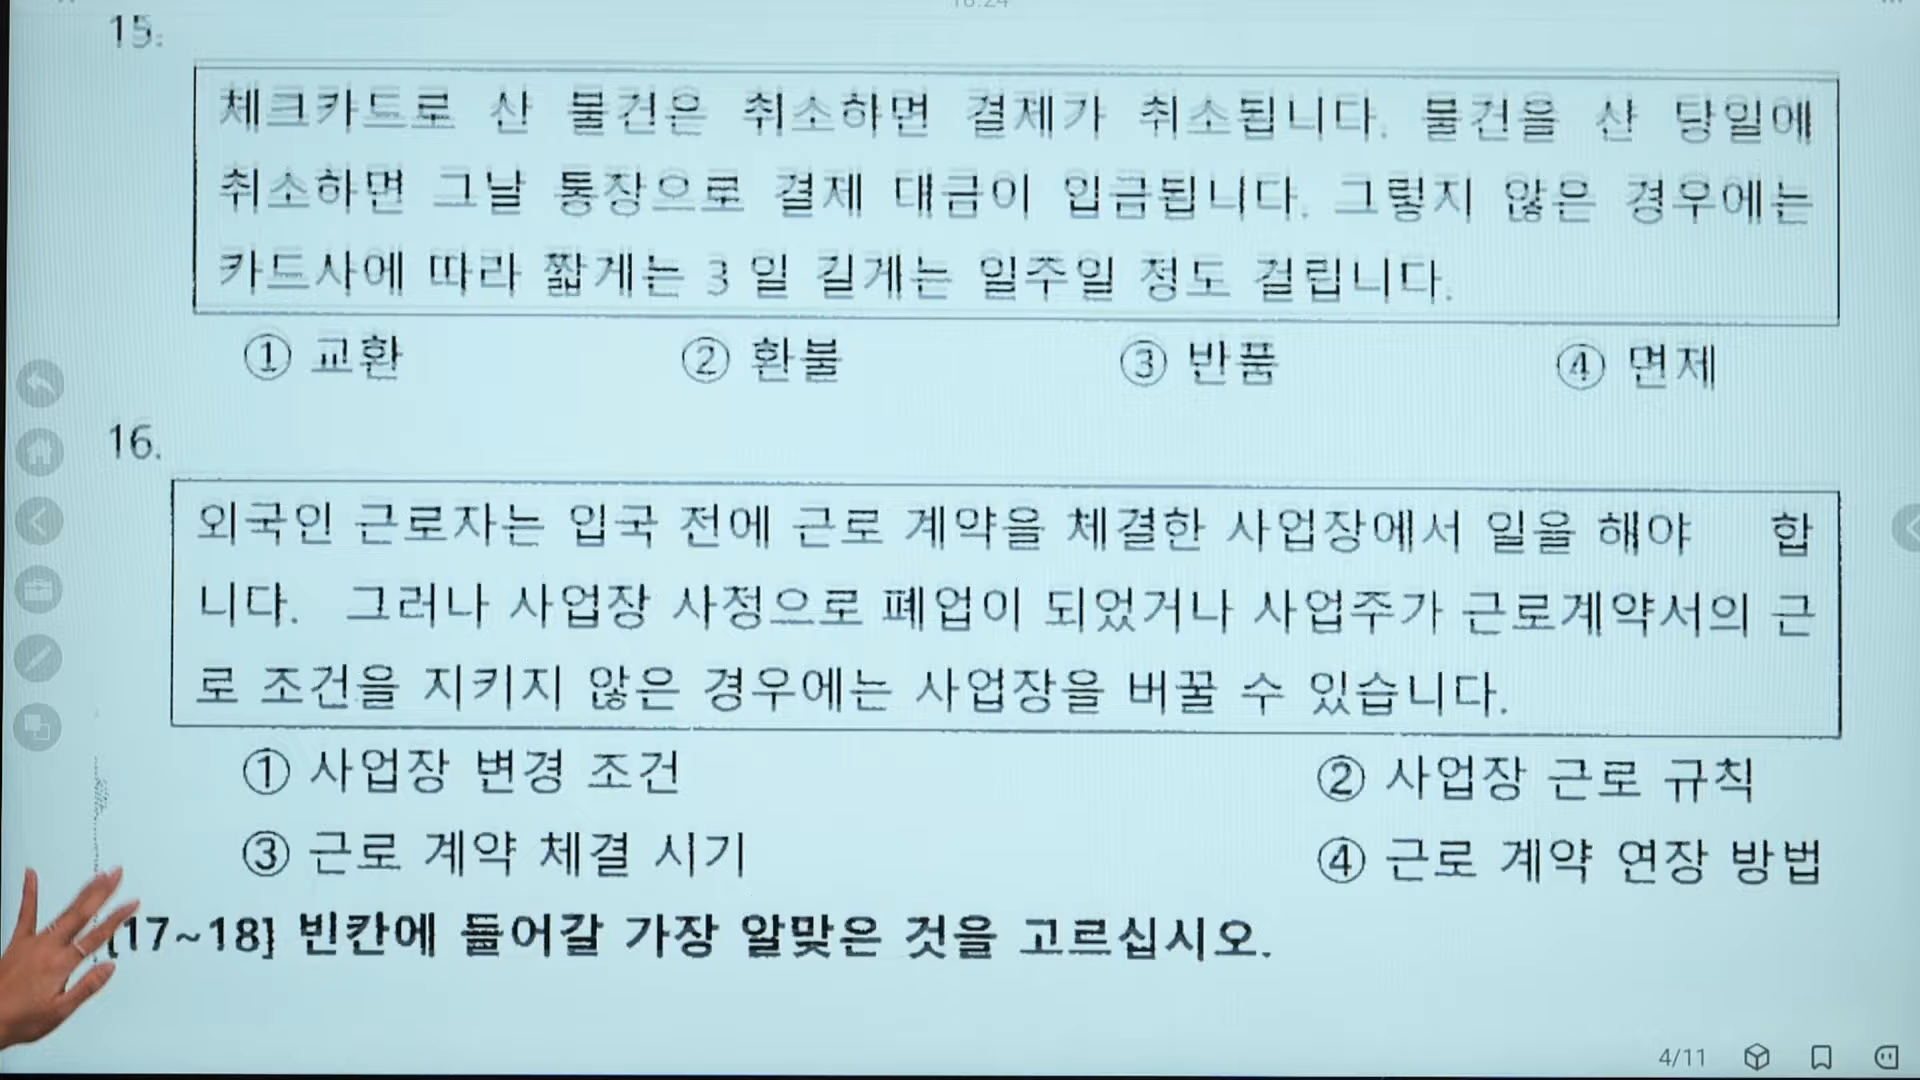 15.
체크카드로 산 물건은 취소하면 결제가 취소됩니다. 물건을 산 당일에
취소하면 그날 통장으로 결제 대금이 입금됩니다. 그렇지 않은 경우에는
카드사에 따라 짧게는 3일 길게는 일주일 정도 걸립니다.
① 교환 ② 환불 ③ 반품 ④ 면제
16.
외국인 근로자는 입국 전에 근로 계약을 체결한 사업장에서 일을 해야 합
니다. 그러나 사업장 사정으로 폐업이 되었거나 사업주가 근로계약서의 근
로 조건을 지키지 않은 경우에는 사업장을 바꿀 수 있습니다.
① 사업장 변경 조건 ② 사업장 근로 규칙
③ 근로 계약 체결 시기 ④ 근로 계약 연장 방법
[17~18] 빈칸에 들어갈 가장 알맞은 것을 고르십시오.
4/11